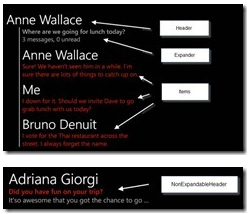 Anne Wallace
Header
Where are we going for lunch today?
3 messages, 0 unread
Expander
Anne Wallace
Sure! We haven't seen him in a while. I'm
sure there are lots of things to catch up on.
Items
Me
I down for it. Should we invite Dave to go
grab lunch with us today?
Bruno Denuit
I vote for the Thai restaurant across the
street. I always forget the name.
Adriana Giorgi
NonExpandableHeader
Did you have fun on your trip?
It'so awesome that you got the chance to go ...